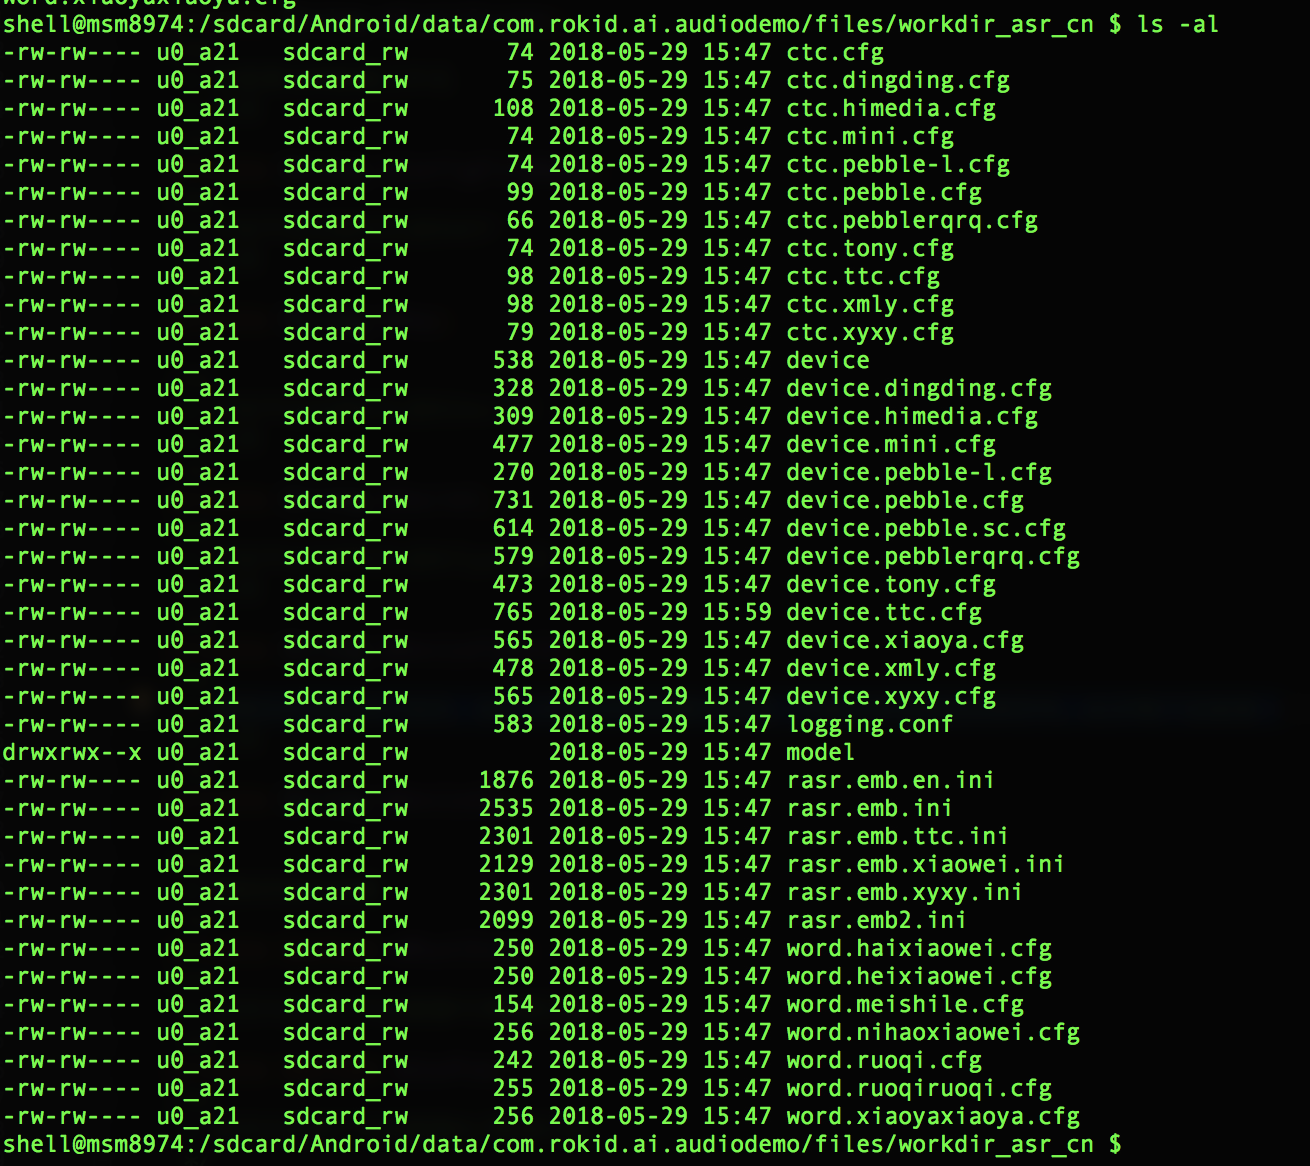 word.xiaoyaxiaoya.cfg
shell@msm8974:/sdcard/Android/data/com.rokid.ai.audiodemo/files/workdir_asr_cn $ ls -al
-rw-rw---- u0_a21   sdcard_rw       74 2018-05-29 15:47 ctc.cfg
-rw-rw---- u0_a21   sdcard_rw       75 2018-05-29 15:47 ctc.dingding.cfg
-rw-rw---- u0_a21   sdcard_rw      108 2018-05-29 15:47 ctc.himedia.cfg
-rw-rw---- u0_a21   sdcard_rw       74 2018-05-29 15:47 ctc.mini.cfg
-rw-rw---- u0_a21   sdcard_rw       74 2018-05-29 15:47 ctc.pebble-l.cfg
-rw-rw---- u0_a21   sdcard_rw       99 2018-05-29 15:47 ctc.pebble.cfg
-rw-rw---- u0_a21   sdcard_rw       66 2018-05-29 15:47 ctc.pebblerqrq.cfg
-rw-rw---- u0_a21   sdcard_rw       74 2018-05-29 15:47 ctc.tony.cfg
-rw-rw---- u0_a21   sdcard_rw       98 2018-05-29 15:47 ctc.ttc.cfg
-rw-rw---- u0_a21   sdcard_rw       98 2018-05-29 15:47 ctc.xmly.cfg
-rw-rw---- u0_a21   sdcard_rw       79 2018-05-29 15:47 ctc.xyxy.cfg
-rw-rw---- u0_a21   sdcard_rw      538 2018-05-29 15:47 device
-rw-rw---- u0_a21   sdcard_rw      328 2018-05-29 15:47 device.dingding.cfg
-rw-rw---- u0_a21   sdcard_rw      309 2018-05-29 15:47 device.himedia.cfg
-rw-rw---- u0_a21   sdcard_rw      477 2018-05-29 15:47 device.mini.cfg
-rw-rw---- u0_a21   sdcard_rw      270 2018-05-29 15:47 device.pebble-l.cfg
-rw-rw---- u0_a21   sdcard_rw      731 2018-05-29 15:47 device.pebble.cfg
-rw-rw---- u0_a21   sdcard_rw      614 2018-05-29 15:47 device.pebble.sc.cfg
-rw-rw---- u0_a21   sdcard_rw      579 2018-05-29 15:47 device.pebblerqrq.cfg
-rw-rw---- u0_a21   sdcard_rw      473 2018-05-29 15:47 device.tony.cfg
-rw-rw---- u0_a21   sdcard_rw      765 2018-05-29 15:59 device.ttc.cfg
-rw-rw---- u0_a21   sdcard_rw      565 2018-05-29 15:47 device.xiaoya.cfg
-rw-rw---- u0_a21   sdcard_rw      478 2018-05-29 15:47 device.xmly.cfg
-rw-rw---- u0_a21   sdcard_rw      565 2018-05-29 15:47 device.xyxy.cfg
-rw-rw---- u0_a21   sdcard_rw      583 2018-05-29 15:47 logging.conf
drwxrwx--x u0_a21   sdcard_rw          2018-05-29 15:47 model
-rw-rw---- u0_a21   sdcard_rw     1876 2018-05-29 15:47 rasr.emb.en.ini
-rw-rw---- u0_a21   sdcard_rw     2535 2018-05-29 15:47 rasr.emb.ini
-rw-rw---- u0_a21   sdcard_rw     2301 2018-05-29 15:47 rasr.emb.ttc.ini
-rw-rw---- u0_a21   sdcard_rw     2129 2018-05-29 15:47 rasr.emb.xiaowei.ini
-rw-rw---- u0_a21   sdcard_rw     2301 2018-05-29 15:47 rasr.emb.xyxy.ini
-rw-rw---- u0_a21   sdcard_rw     2099 2018-05-29 15:47 rasr.emb2.ini
-rw-rw---- u0_a21   sdcard_rw      250 2018-05-29 15:47 word.haixiaowei.cfg
-rw-rw---- u0_a21   sdcard_rw      250 2018-05-29 15:47 word.heixiaowei.cfg
-rw-rw---- u0_a21   sdcard_rw      154 2018-05-29 15:47 word.meishile.cfg
-rw-rw---- u0_a21   sdcard_rw      256 2018-05-29 15:47 word.nihaoxiaowei.cfg
-rw-rw---- u0_a21   sdcard_rw      242 2018-05-29 15:47 word.ruoqi.cfg
-rw-rw---- u0_a21   sdcard_rw      255 2018-05-29 15:47 word.ruoqiruoqi.cfg
-rw-rw---- u0_a21   sdcard_rw      256 2018-05-29 15:47 word.xiaoyaxiaoya.cfg
shell@msm8974:/sdcard/Android/data/com.rokid.ai.audiodemo/files/workdir_asr_cn $